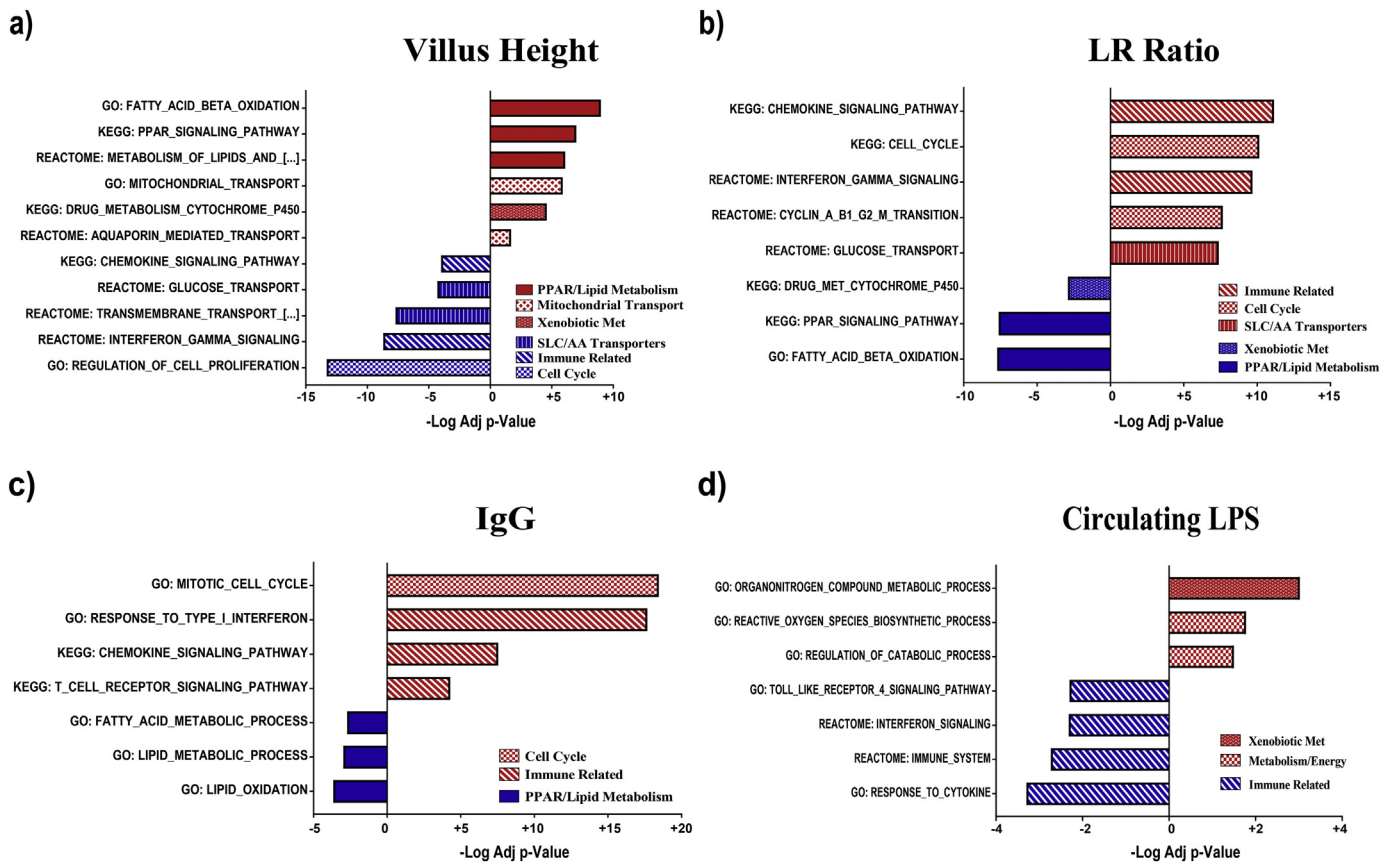 a)
Villus Height
GO: FATTY_ACID_BETA_OXIDATION
KEGG: PPAR_SIGNALING_PATHWAY
REACTOME: METABOLISM_OF_LIPIDS_AND_[...]
GO: MITOCHONDRIAL_TRANSPORT
KEGG: DRUG_METABOLISM_CYTOCHROME_P450
REACTOME: AQUAPORIN_MEDIATED_TRANSPORT
KEGG: CHEMOKINE_SIGNALING_PATHWAY
REACTOME: GLUCOSE_TRANSPORT
REACTOME: TRANSMEMBRANE_TRANSPORT_[...]
REACTOME: INTERFERON_GAMMA_SIGNALING
GO: REGULATION_OF_CELL_PROLIFERATION
PPAR/Lipid Metabolism
Mitochondrial Transport
Xenobiotic Met
SLC/AA Transporters
Immune Related
Cell Cycle
-15 -10 -5 0 +5 +10
-Log Adj p-Value
b)
LR Ratio
KEGG: CHEMOKINE_SIGNALING_PATHWAY
KEGG: CELL_CYCLE
REACTOME: INTERFERON_GAMMA_SIGNALING
REACTOME: CYCLIN_A_B1_G2_M_TRANSITION
REACTOME: GLUCOSE_TRANSPORT
KEGG: DRUG_MET_CYTOCHROME_P450
KEGG: PPAR_SIGNALING_PATHWAY
GO: FATTY_ACID_BETA_OXIDATION
Immune Related
Cell Cycle
SLC/AA Transporters
Xenobiotic Met
PPAR/Lipid Metabolism
-10 -5 0 +5 +10 +15
-Log Adj p-Value
c)
IgG
GO: MITOTIC_CELL_CYCLE
GO: RESPONSE_TO_TYPE_I_INTERFERON
KEGG: CHEMOKINE_SIGNALING_PATHWAY
KEGG: T_CELL_RECEPTOR_SIGNALING_PATHWAY
GO: FATTY_ACID_METABOLIC_PROCESS
GO: LIPID_METABOLIC_PROCESS
GO: LIPID_OXIDATION
Cell Cycle
Immune Related
PPAR/Lipid Metabolism
-5 0 +5 +10 +15 +20
-Log Adj p-Value
d)
Circulating LPS
GO: ORGANONITROGEN_COMPOUND_METABOLIC_PROCESS
GO: REACTIVE_OXYGEN_SPECIES_BIOSYNTHETIC_PROCESS
GO: REGULATION_OF_CATABOLIC_PROCESS
GO: TOLL_LIKE_RECEPTOR_4_SIGNALING_PATHWAY
REACTOME: INTERFERON_SIGNALING
REACTOME: IMMUNE_SYSTEM
GO: RESPONSE_TO_CYTOKINE
Xenobiotic Met
Metabolism/Energy
Immune Related
-4 -2 0 +2 +4
-Log Adj p-Value